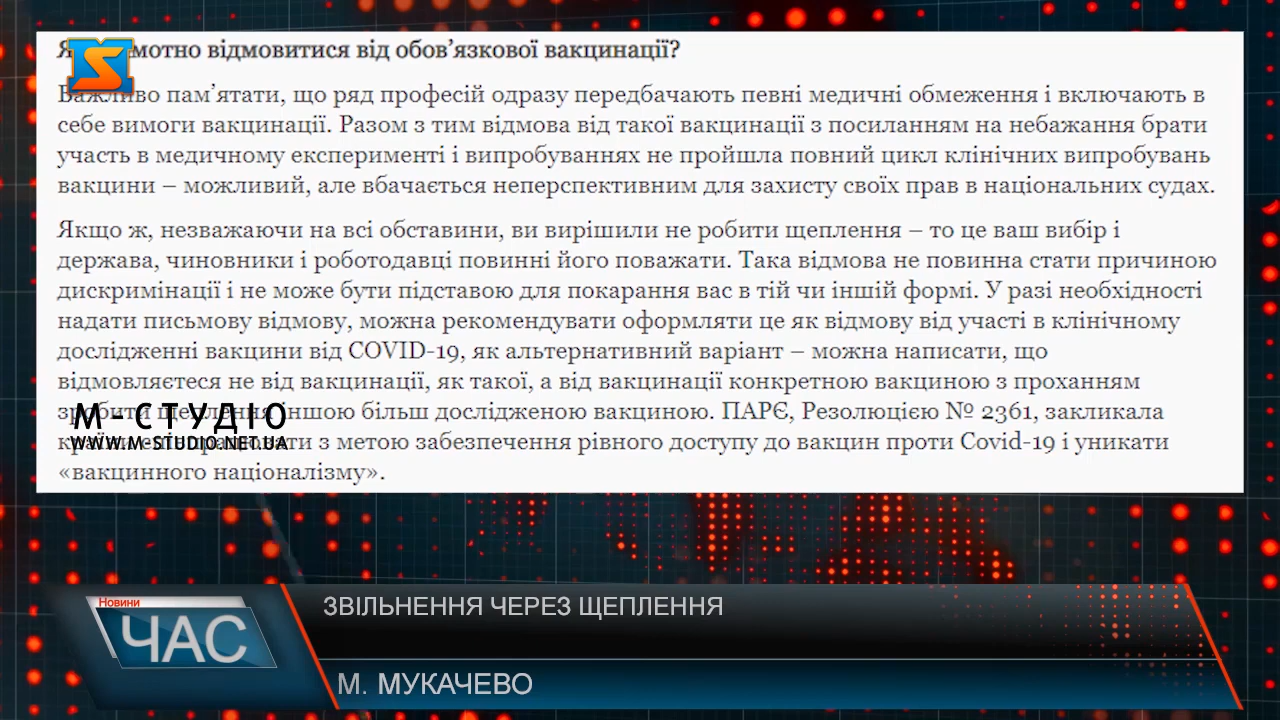 мотно відмовитися від обов’язкової вакцинації?
Важливо пам’ятати, що ряд професій одразу передбачають певні медичні обмеження і включають в
себе вимоги вакцинації. Разом з тим відмова від такої вакцинації з посиланням на небажання брати
участь в медичному експерименті і випробуваннях не пройшла повний цикл клінічних випробувань
вакцини – можливий, але вбачається неперспективним для захисту своїх прав в національних судах.
Якщо ж, незважаючи на всі обставини, ви вирішили не робити щеплення – то це ваш вибір і
держава, чиновники і роботодавці повинні його поважати. Така відмова не повинна стати причиною
дискримінації і не може бути підставою для покарання вас в тій чи іншій формі. У разі необхідності
надати письмову відмову, можна рекомендувати оформляти це як відмову від участі в клінічному
дослідженні вакцини від COVID-19, як альтернативний варіант – можна написати, що
відмовляєтеся не від вакцинації, як такої, а від вакцинації конкретною вакциною з проханням
зробити щеплення іншою більш дослідженою вакциною. ПАРЄ, Резолюцією № 2361, закликала
з метою забезпечення рівного доступу до вакцин проти Covid-19 і уникати
«вакцинного націоналізму».
М-СТУДІО
WWW.M-STUDIO.NET.UA
Новини
ЧАС
ЗВІЛЬНЕННЯ ЧЕРЕЗ ЩЕПЛЕННЯ
М. МУКАЧЕВО